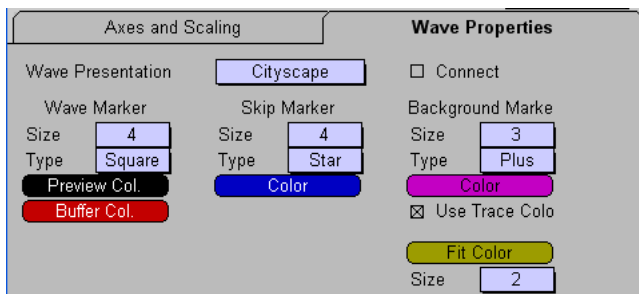 Axes and Scaling Wave Properties
Wave Presentation Cityscape Connect
Wave Marker Skip Marker Background Marke
Size 4 Size 4 Size 3
Type Square Type Star Type Plus
Preview Col. Color Color
Buffer Col. Use Trace Colo
Fit Color
Size 2